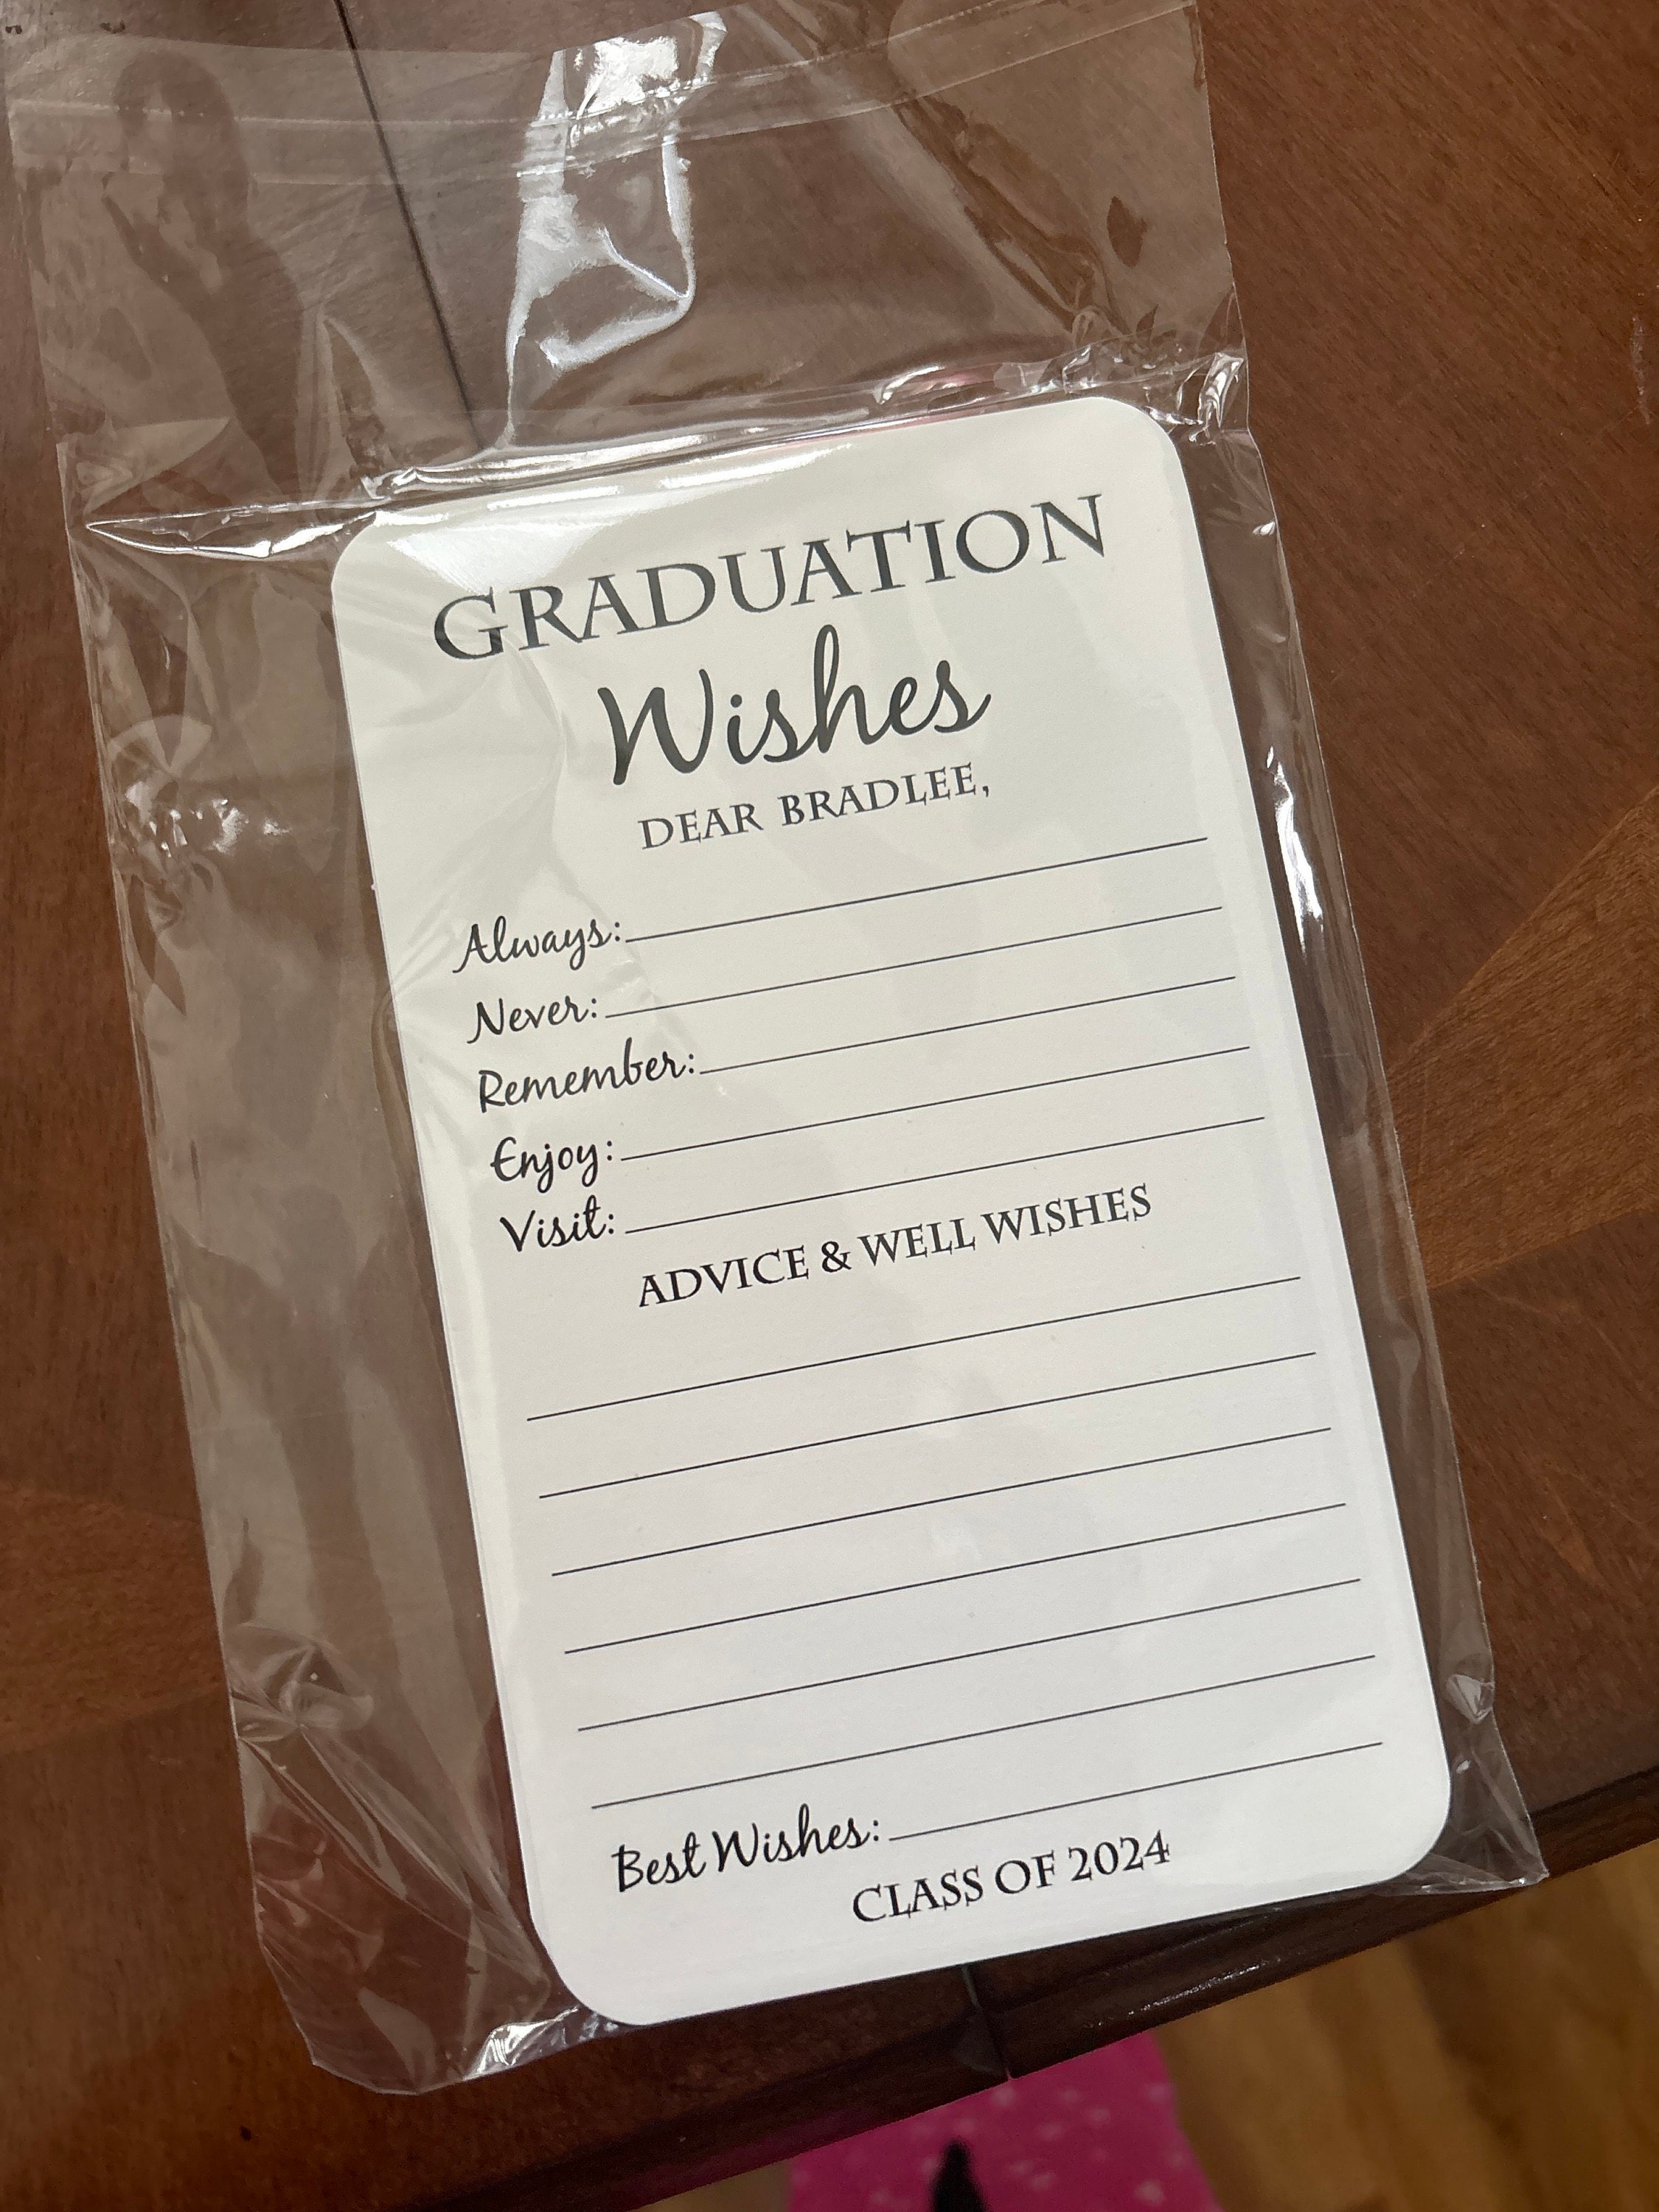 GRADUATION
Wishes
DEAR BRADLEE,
Always:
Never:
Remember:
Enjoy:
Visit:
ADVICE & WELL WISHES
Best Wishes:
CLASS OF 2024